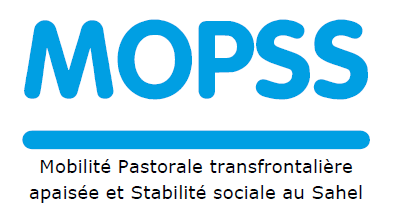 MOPSS
Mobilité Pastorale transfrontalière
apaisée et Stabilité sociale au Sahel